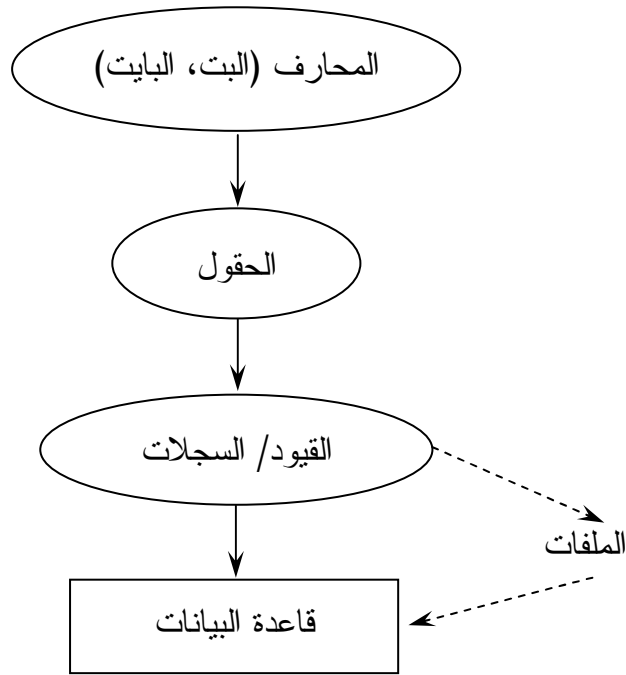 المحارف (البت، البايت)
الحقول
القيود/ السجلات
الملفات
قاعدة البيانات